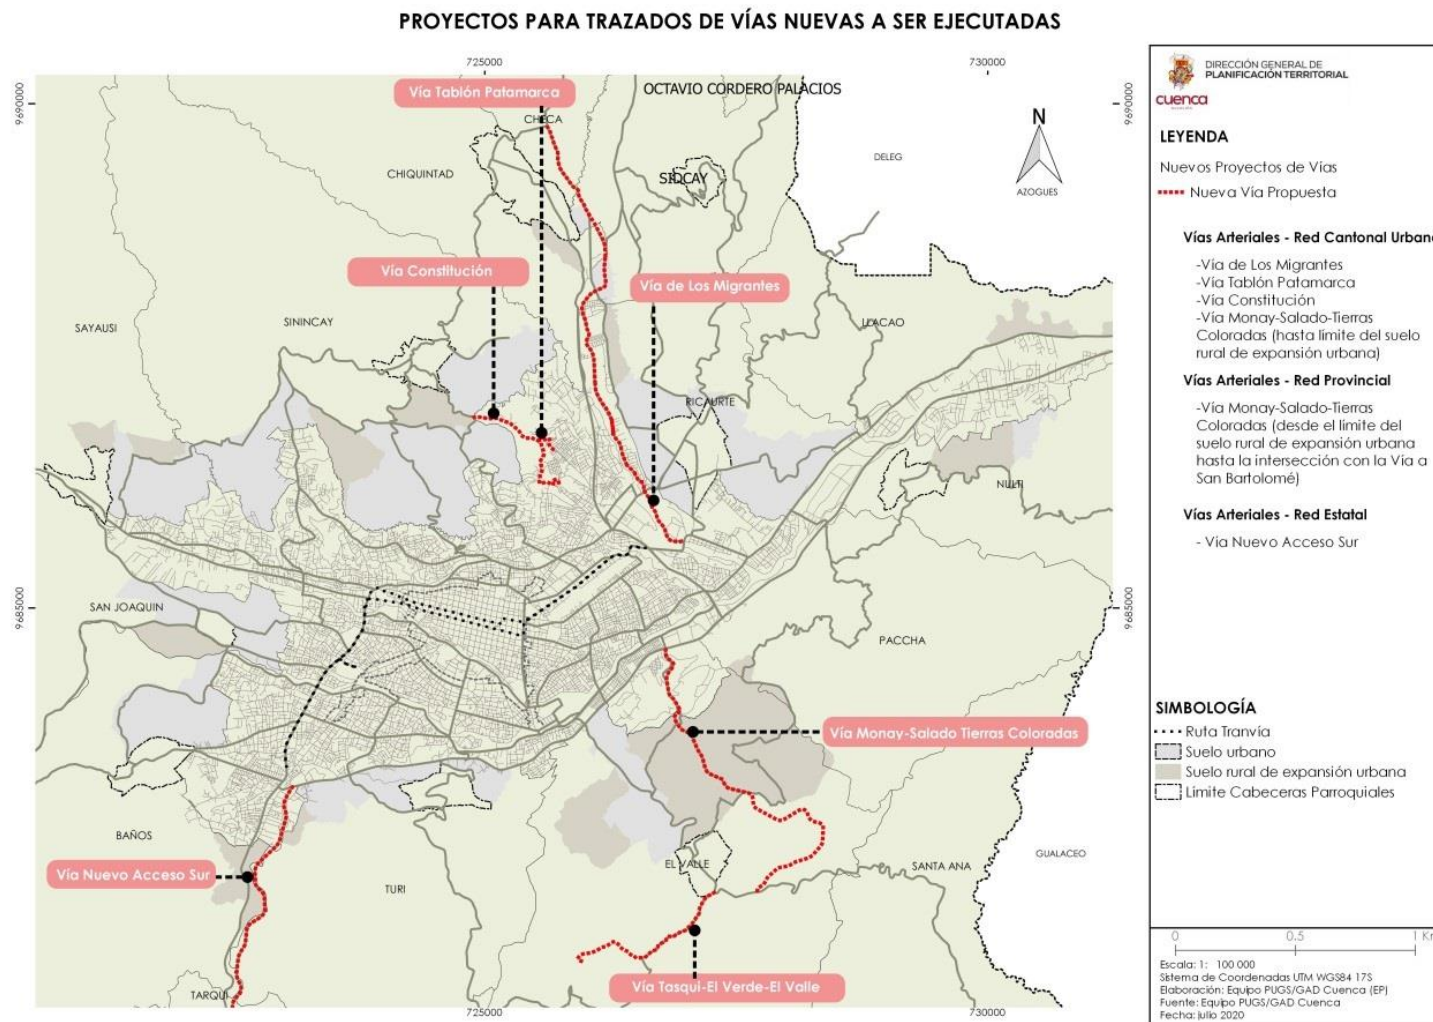 PROYECTOS PARA TRAZADOS DE VÍAS NUEVAS A SER EJECUTADAS
725000
730000
9690000
9690000
Vía Tablón Patamarca
OCTAVIO CORDERO PALACIOS
CHECA
N
DELEG
CHIQUINTAD
SIDCAY
AZOGUES
Vía Constitución
Vía de Los Migrantes
SAYAUSI
SININCAY
LLACAO
RICAURTE
NULTI
9685000
9685000
SAN JOAQUIN
PACCHA
Vía Monay-Salado Tierras Coloradas
BAÑOS
EL VALLE
SANTA ANA
GUALACEO
Vía Nuevo Acceso Sur
TURI
Vía Tasqui-El Verde-El Valle
TARQUI
725000
730000
DIRECCIÓN GENERAL DE
PLANIFICACIÓN TERRITORIAL
cuenca
LEYENDA
Nuevos Proyectos de Vías
Nueva Vía Propuesta
Vías Arteriales - Red Cantonal Urbana
-Vía de Los Migrantes
-Vía Tablón Patamarca
-Vía Constitución
-Vía Monay-Salado-Tierras
Coloradas (hasta límite del suelo
rural de expansión urbana)
Vías Arteriales - Red Provincial
-Vía Monay-Salado-Tierras
Coloradas (desde el límite del
suelo rural de expansión urbana
hasta la intersección con la Vía a
San Bartolomé)
Vías Arteriales - Red Estatal
- Vía Nuevo Acceso Sur
SIMBOLOGÍA
Ruta Tranvía
Suelo urbano
Suelo rural de expansión urbana
Límite Cabeceras Parroquiales
0 0.5 1 Km
Escala: 1: 100 000
Sistema de Coordenadas UTM WGS84 17S
Elaboración: Equipo PUGS/GAD Cuenca (EP)
Fuente: Equipo PUGS/GAD Cuenca
Fecha: julio 2020